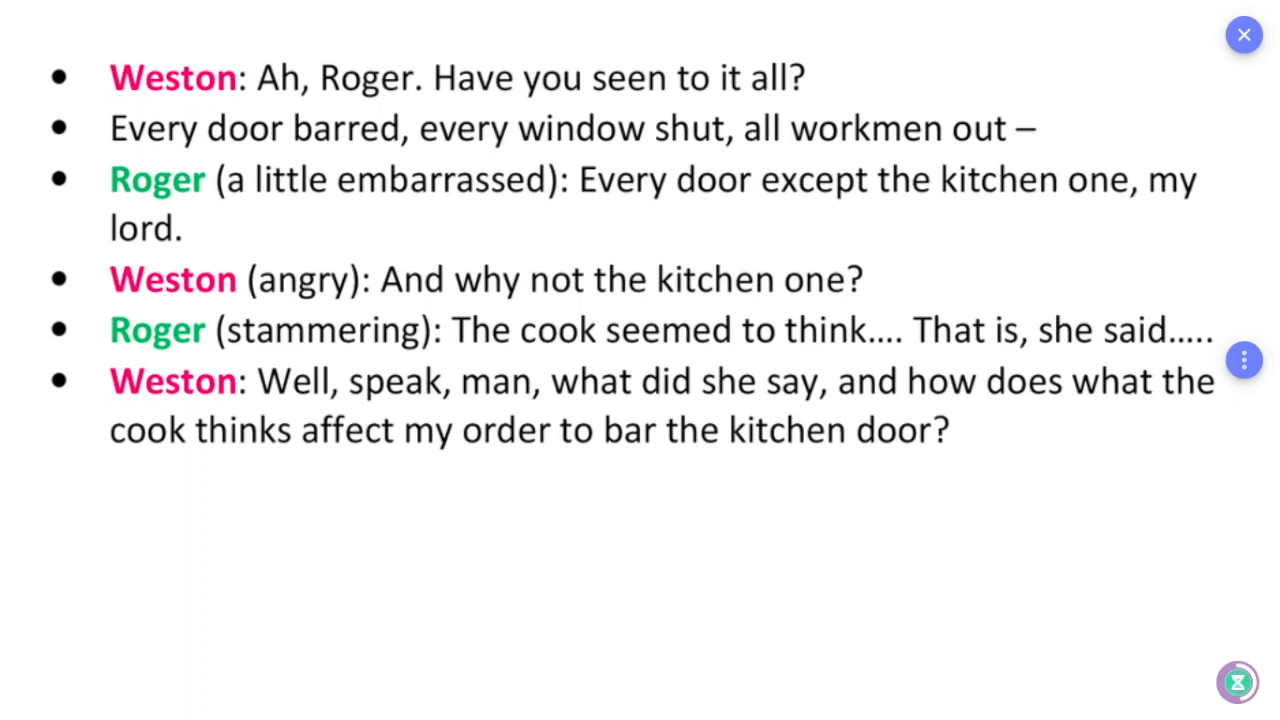 • Weston: Ah, Roger. Have you seen to it all?
• Every door barred, every window shut, all workmen out –
• Roger (a little embarrassed): Every door except the kitchen one, my
lord.
• Weston (angry): And why not the kitchen one?
• Roger (stammering): The cook seemed to think.... That is, she said.....
• Weston: Well, speak, man, what did she say, and how does what the
cook thinks affect my order to bar the kitchen door?